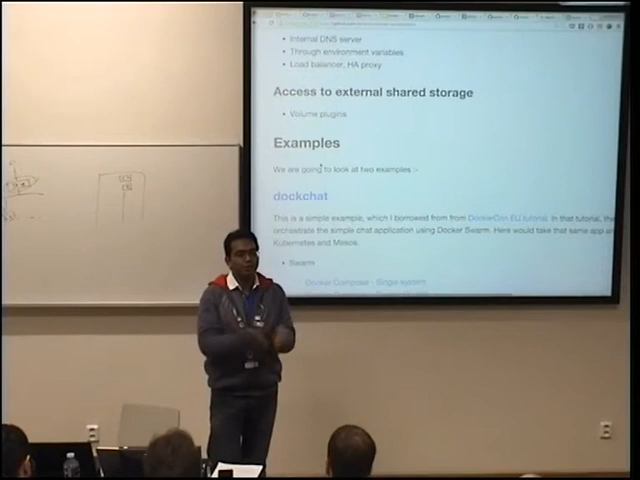 Internal DNS server
Through environment variables
Load balancer, HA proxy
Access to external shared storage
Volume plugins
Examples
We are going to look at two examples :-
dockchat
This is a simple example, which I borrowed from from DockerCon EU tutorial. In that tutorial, the
orchestrate the simple chat application using Docker Swarm. Here would take that same app an
Kubernetes and Mesos.
Swarm
Docker Compose - Single system